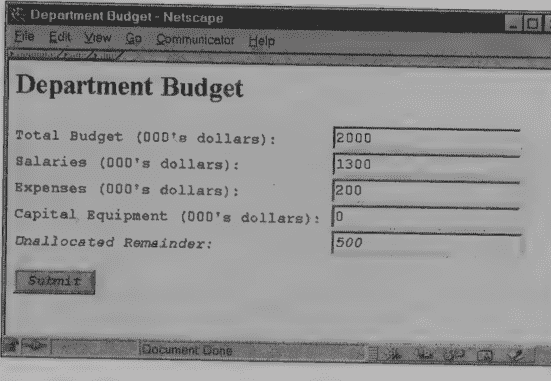 Department Budget - Netscape
File Edit View Go Communicator Help
Department Budget
Total Budget (000's dollars): 2000
Salaries (000's dollars): 1300
Expenses (000's dollars): 200
Capital Equipment (000's dollars): 0
Unallocated Remainder: 500
Submit
Document Done